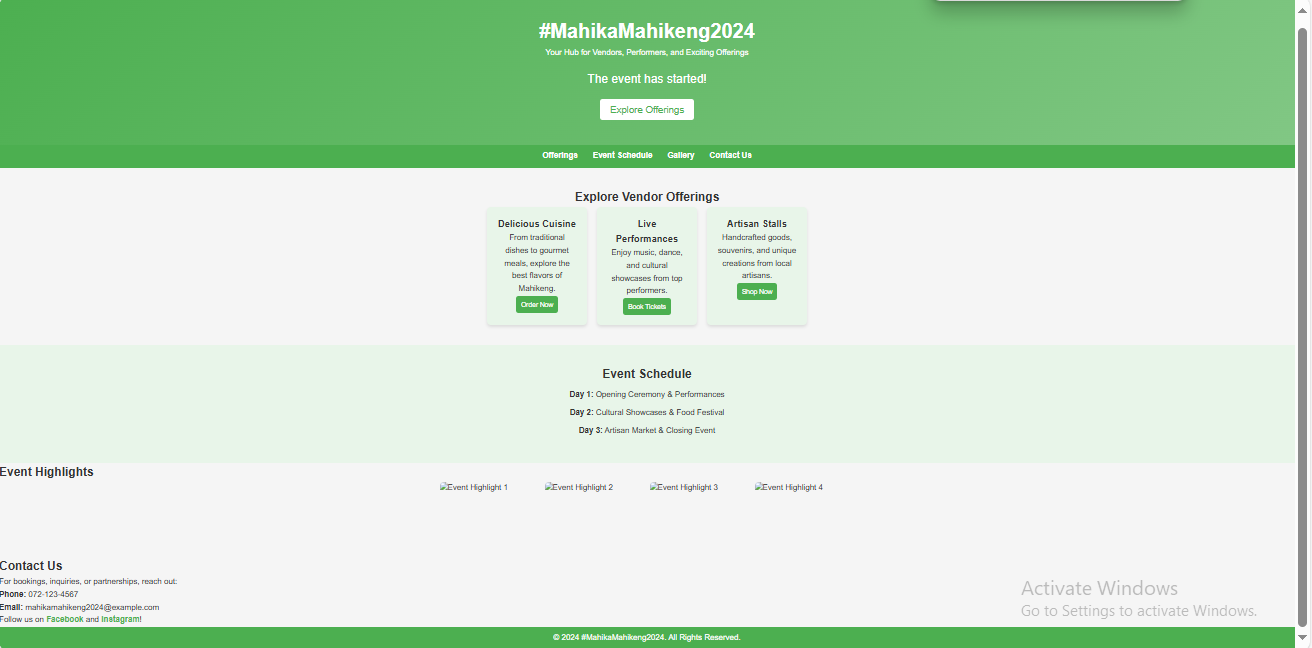 #MahikaMahikeng2024
Your Hub for Vendors, Performers, and Exciting Offerings
The event has started!
Explore Offerings
Offerings Event Schedule Gallery Contact Us
Explore Vendor Offerings
Delicious Cuisine
From traditional
dishes to gourmet
meals, explore the
best flavors of
Mahikeng.
Order Now
Live
Performances
Enjoy music, dance,
and cultural
showcases from top
performers.
Book Tickets
Artisan Stalls
Handcrafted goods,
souvenirs, and unique
creations from local
artisans.
Shop Now
Event Schedule
Day 1: Opening Ceremony & Performances
Day 2: Cultural Showcases & Food Festival
Day 3: Artisan Market & Closing Event
Event Highlights
Event Highlight 1 Event Highlight 2 Event Highlight 3 Event Highlight 4
Contact Us
For bookings, inquiries, or partnerships, reach out:
Phone: 072-123-4567
Email: mahikamahikeng2024@example.com
Follow us on Facebook and Instagram!
Activate Windows
Go to Settings to activate Windows.
© 2024 #MahikaMahikeng2024. All Rights Reserved.